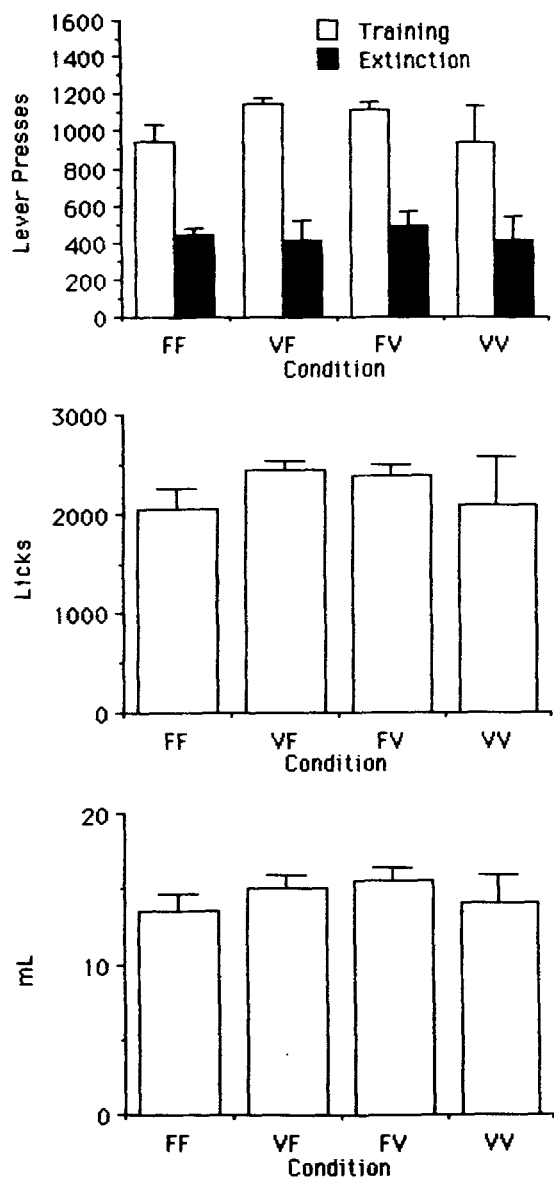 1600
1400
1200
1000
800
600
400
200
0
Lever Presses
Training
Extinction
FF VF FV VV
Condition
3000
2000
1000
0
Licks
FF VF FV VV
Condition
20
10
0
mL
FF VF FV VV
Condition